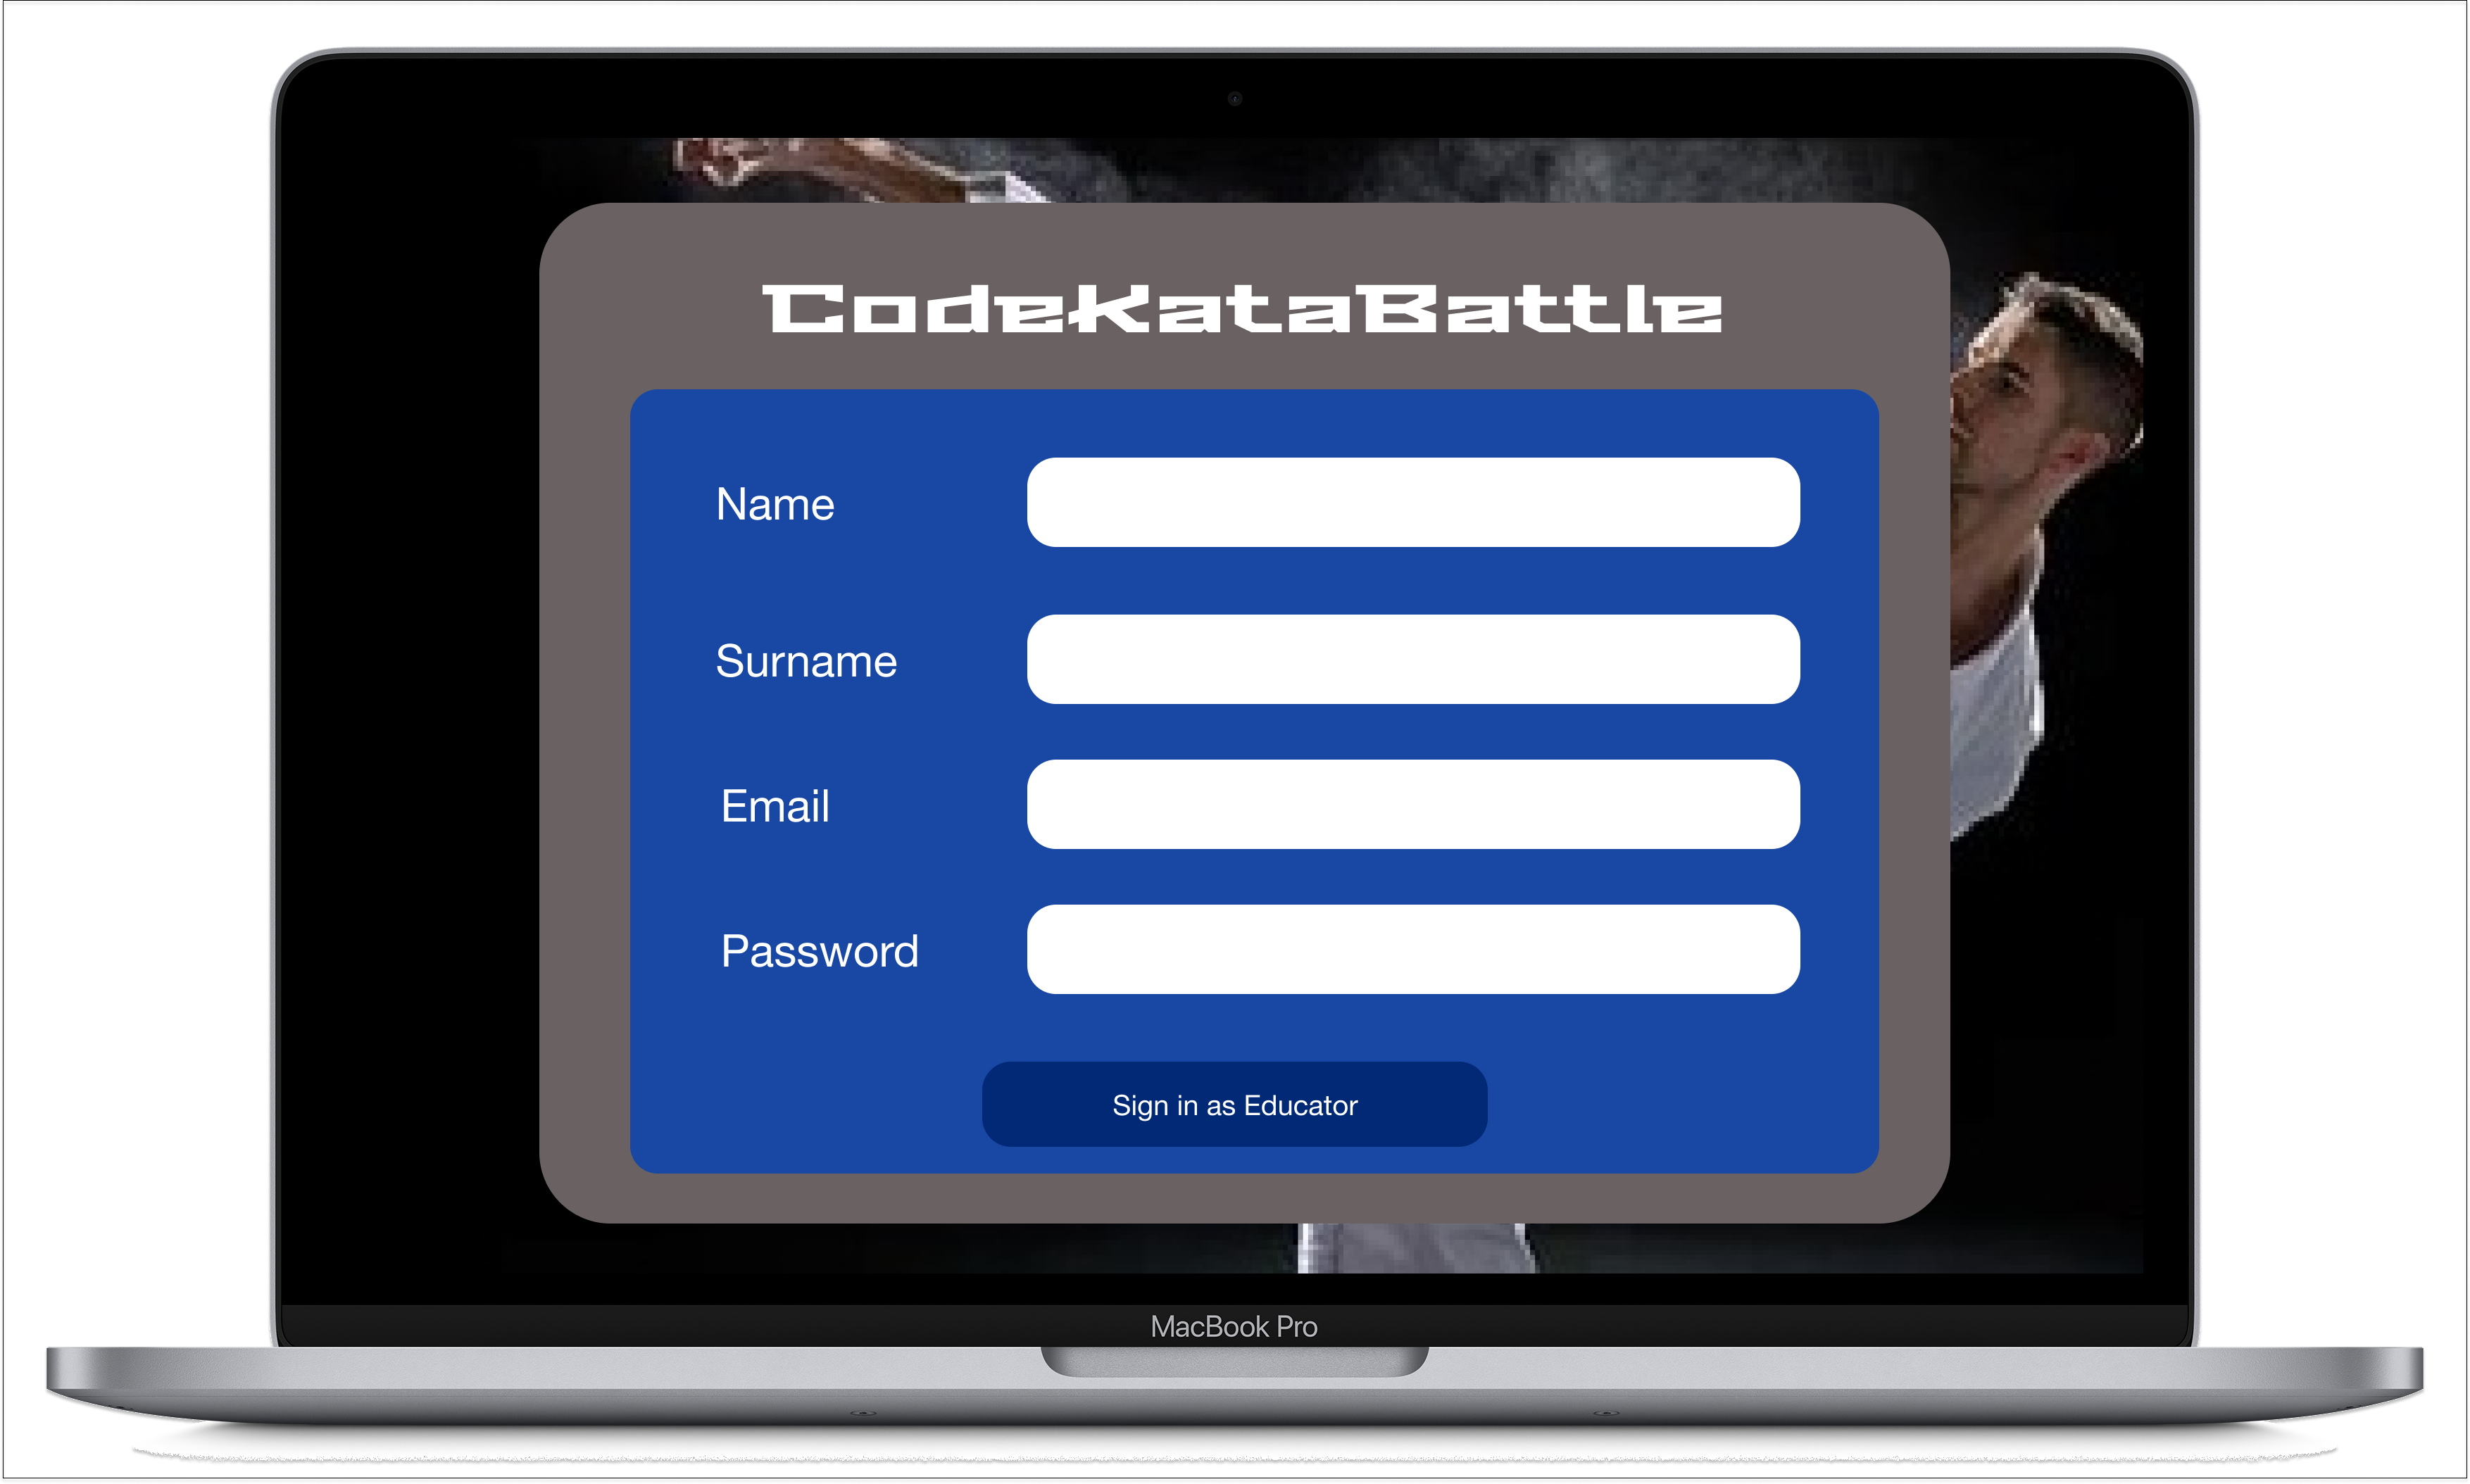 CodeKataBattle
Name
Surname
Email
Password
Sign in as Educator
MacBook Pro